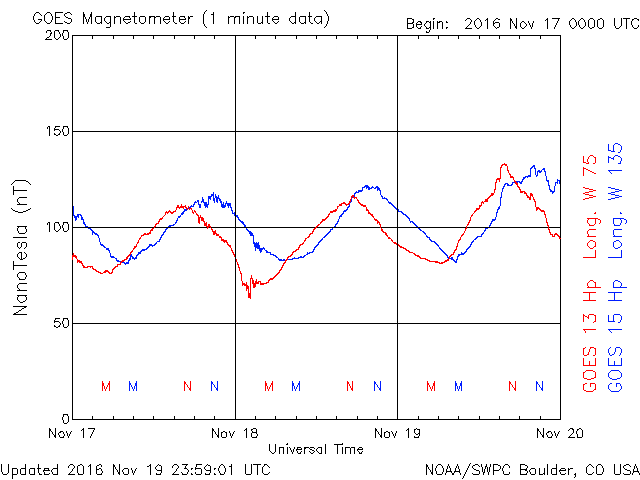 GOES Magnetometer (1 minute data)
Begin: 2016 Nov 17 0000 UTC
200
150
100
50
0
NanoTesla (nT)
M M N N M M N N M M N N
Nov 17 Nov 18 Nov 19 Nov 20
Universal Time
GOES 13 Hp Long. W 75
GOES 15 Hp Long. W 135
Updated 2016 Nov 19 23:59:01 UTC
NOAA/SWPC Boulder, CO USA